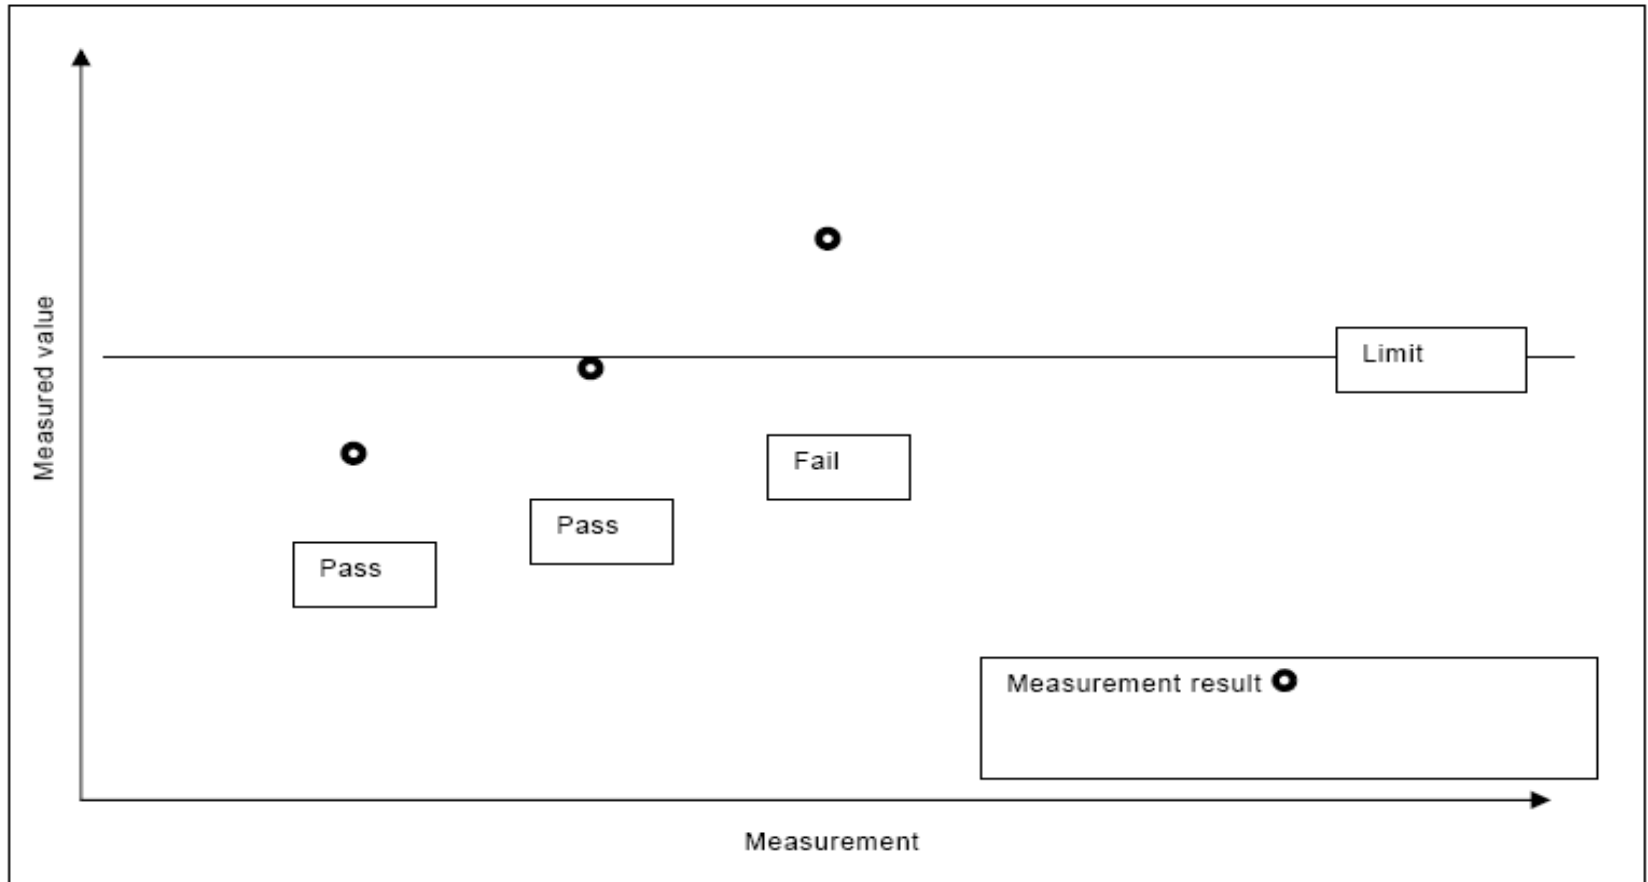 Measured value
Limit
Fail
Pass
Pass
Measurement result
Measurement